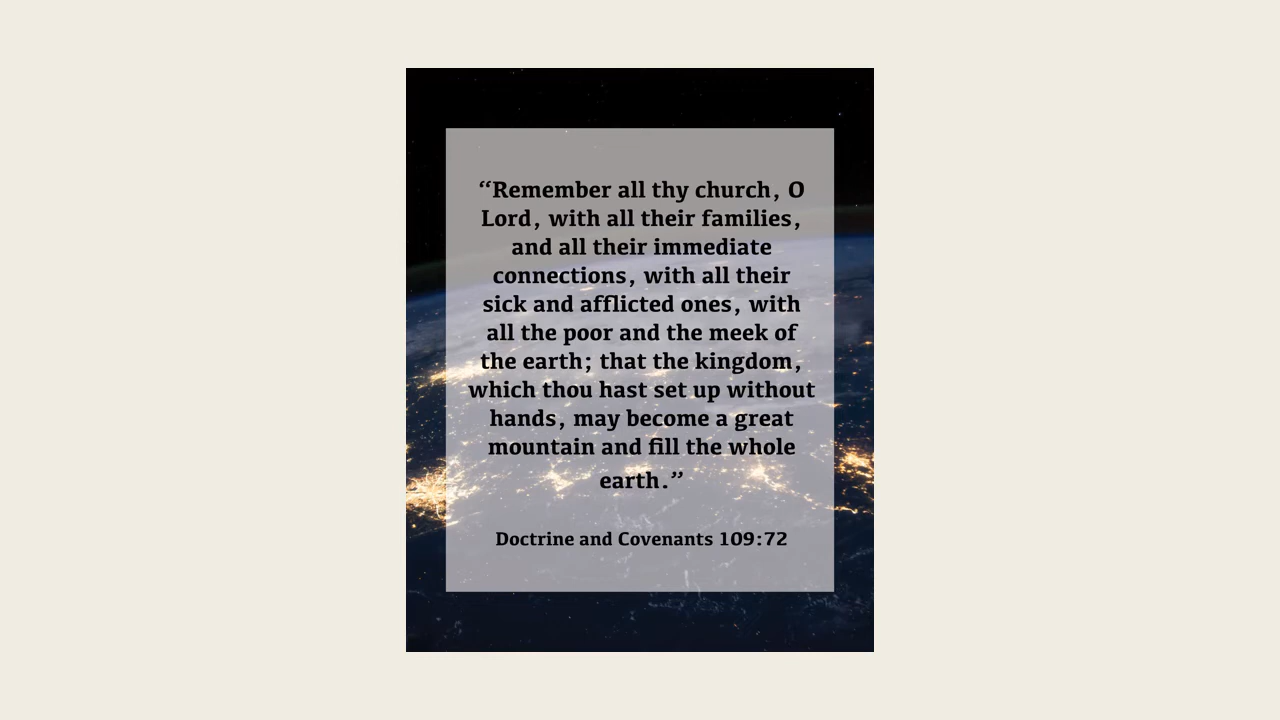 “Remember all thy church, O
Lord, with all their families,
and all their immediate
connections, with all their
sick and afflicted ones, with
all the poor and the meek of
the earth; that the kingdom,
which thou hast set up without
hands, may become a great
mountain and fill the whole
earth.”
Doctrine and Covenants 109:72